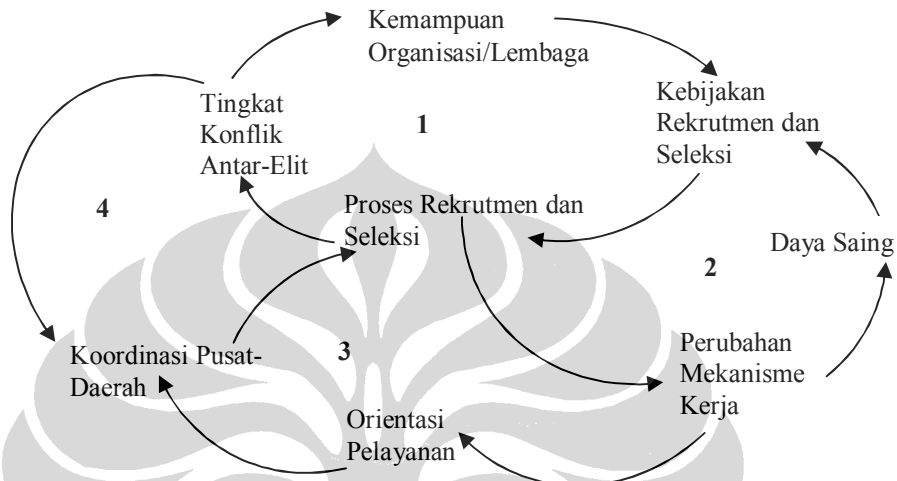 Kemampuan
Organisasi/Lembaga
Kebijakan
Rekrutmen dan
Seleksi
Tingkat
Konflik
Antar-Elit
1
4
Proses Rekrutmen dan
Seleksi
Daya Saing
2
Koordinasi Pusat-
Daerah
3
Perubahan
Mekanisme
Kerja
Orientasi
Pelayanan